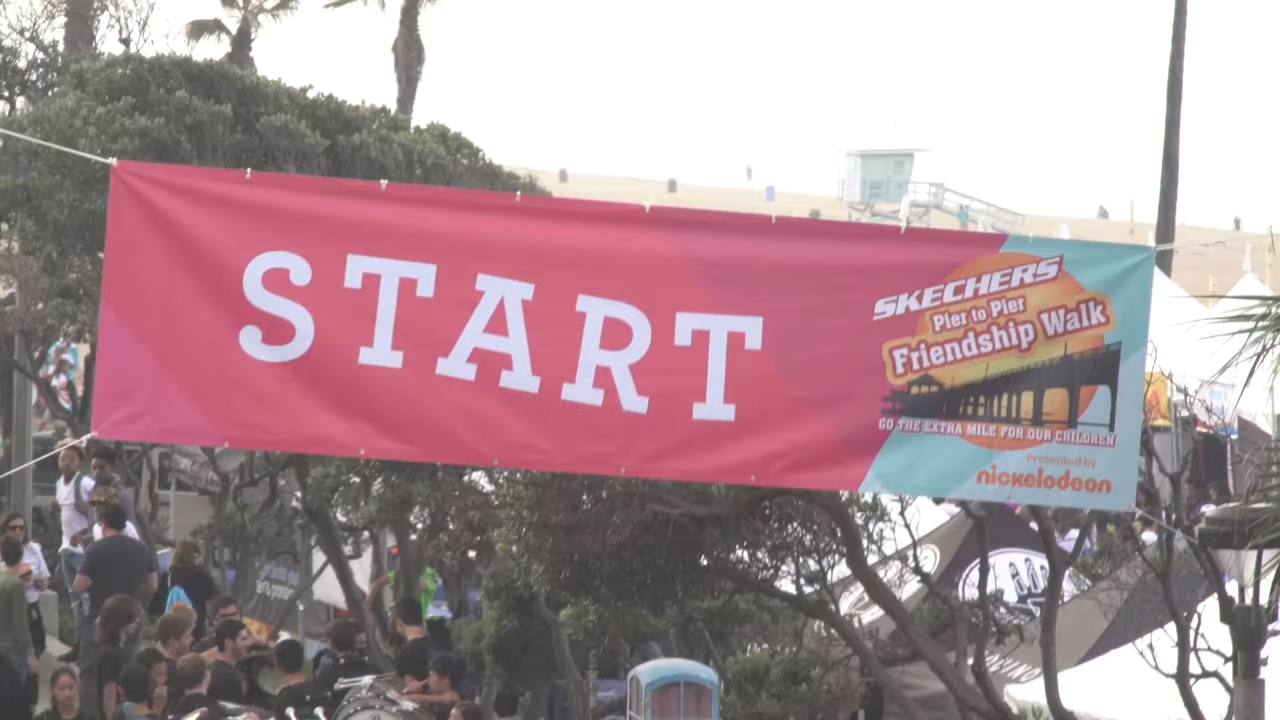 START
SKECHERS
Pier to Pier
Friendship Walk
GO THE EXTRA MILE FOR OUR CHILDREN
Presented by
nickelodeon